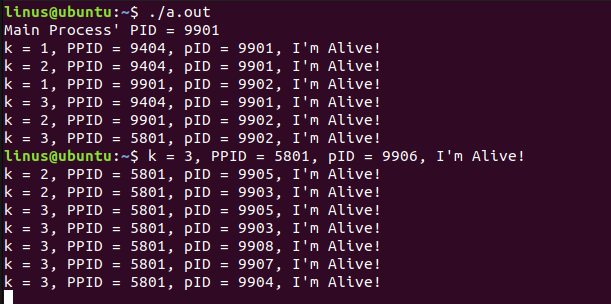 linus@ubuntu:~$ ./a.out
Main Process' PID = 9901
k = 1, PPID = 9404, pID = 9901, I'm Alive!
k = 2, PPID = 9404, pID = 9901, I'm Alive!
k = 1, PPID = 9901, pID = 9902, I'm Alive!
k = 3, PPID = 9404, pID = 9901, I'm Alive!
k = 2, PPID = 9901, pID = 9902, I'm Alive!
k = 3, PPID = 5801, pID = 9902, I'm Alive!
linus@ubuntu:~$ k = 3, PPID = 5801, pID = 9906, I'm Alive!
k = 2, PPID = 5801, pID = 9905, I'm Alive!
k = 2, PPID = 5801, pID = 9903, I'm Alive!
k = 3, PPID = 5801, pID = 9905, I'm Alive!
k = 3, PPID = 5801, pID = 9903, I'm Alive!
k = 3, PPID = 5801, pID = 9908, I'm Alive!
k = 3, PPID = 5801, pID = 9907, I'm Alive!
k = 3, PPID = 5801, pID = 9904, I'm Alive!